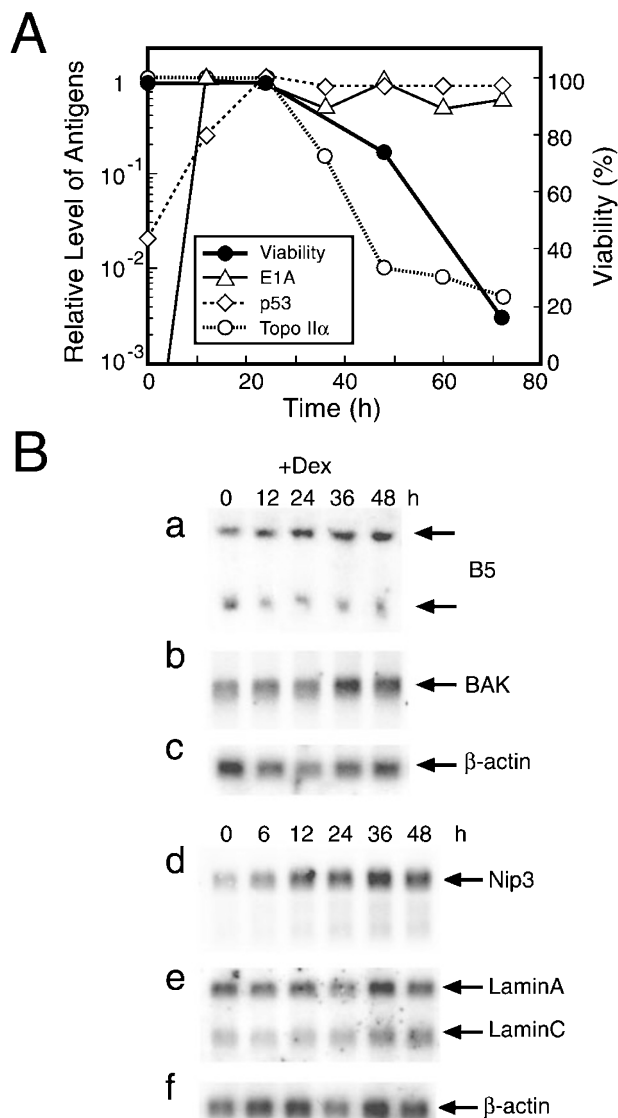 A
Relative Level of Antigens
1
10-1
10-2
10-3
Viability
E1A
p53
Topo IIα
100
80
60
40
20
0
Viability (%)
0 20 40 60 80
Time (h)
B
+Dex
0 12 24 36 48 h
a
B5
b
BAK
c
β-actin
0 6 12 24 36 48 h
d
Nip3
e
LaminA
LaminC
f
β-actin